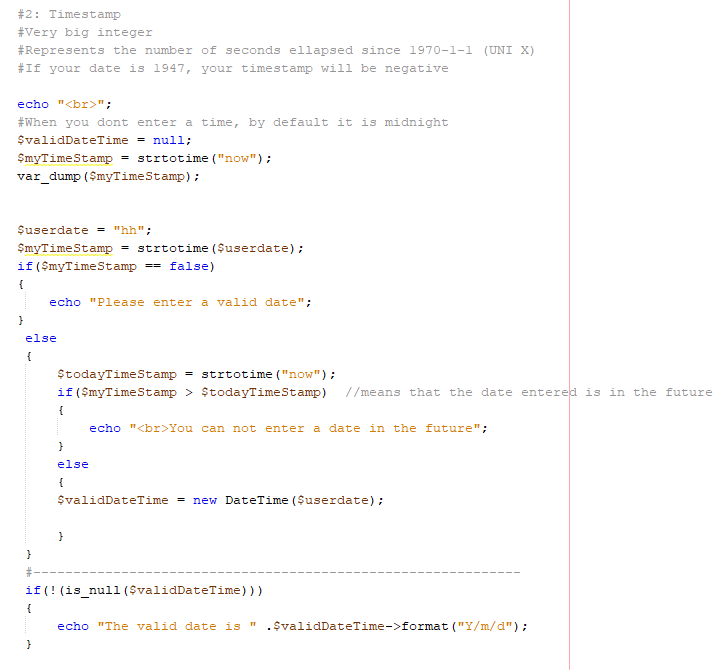 #2: Timestamp
#Very big integer
#Represents the number of seconds ellapsed since 1970-1-1 (UNI X)
#If your date is 1947, your timestamp will be negative
echo "<br>";
#When you dont enter a time, by default it is midnight
$validDateTime = null;
$myTimeStamp = strtotime("now");
var_dump($myTimeStamp);
$userdate = "hh";
$myTimeStamp = strtotime($userdate);
if($myTimeStamp == false)
{
echo "Please enter a valid date";
}
else
{
$todayTimeStamp = strtotime("now");
if($myTimeStamp > $todayTimeStamp) //means that the date entered is in the future
{
echo "<br>You can not enter a date in the future";
}
else
{
$validDateTime = new DateTime($userdate);
}
}
#-------------------------------------------------------------
if(!(is_null($validDateTime)))
{
echo "The valid date is " .$validDateTime->format("Y/m/d");
}